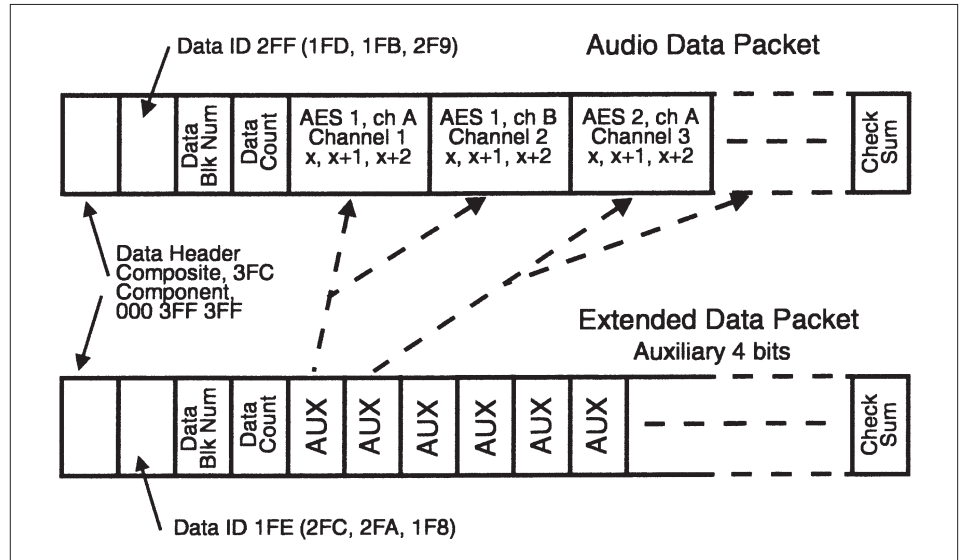 Data ID 2FF (1FD, 1FB, 2F9)
Audio Data Packet
Data
Blk Num
Data
Count
AES 1, ch A
Channel 1
x, x+1, x+2
AES 1, ch B
Channel 2
x, x+1, x+2
AES 2, ch A
Channel 3
x, x+1, x+2
Check
Sum
Data Header
Composite, 3FC
Component,
000 3FF 3FF
Extended Data Packet
Auxiliary 4 bits
Data
Blk Num
Data
Count
AUX
AUX
AUX
AUX
AUX
AUX
Check
Sum
Data ID 1FE (2FC, 2FA, 1F8)